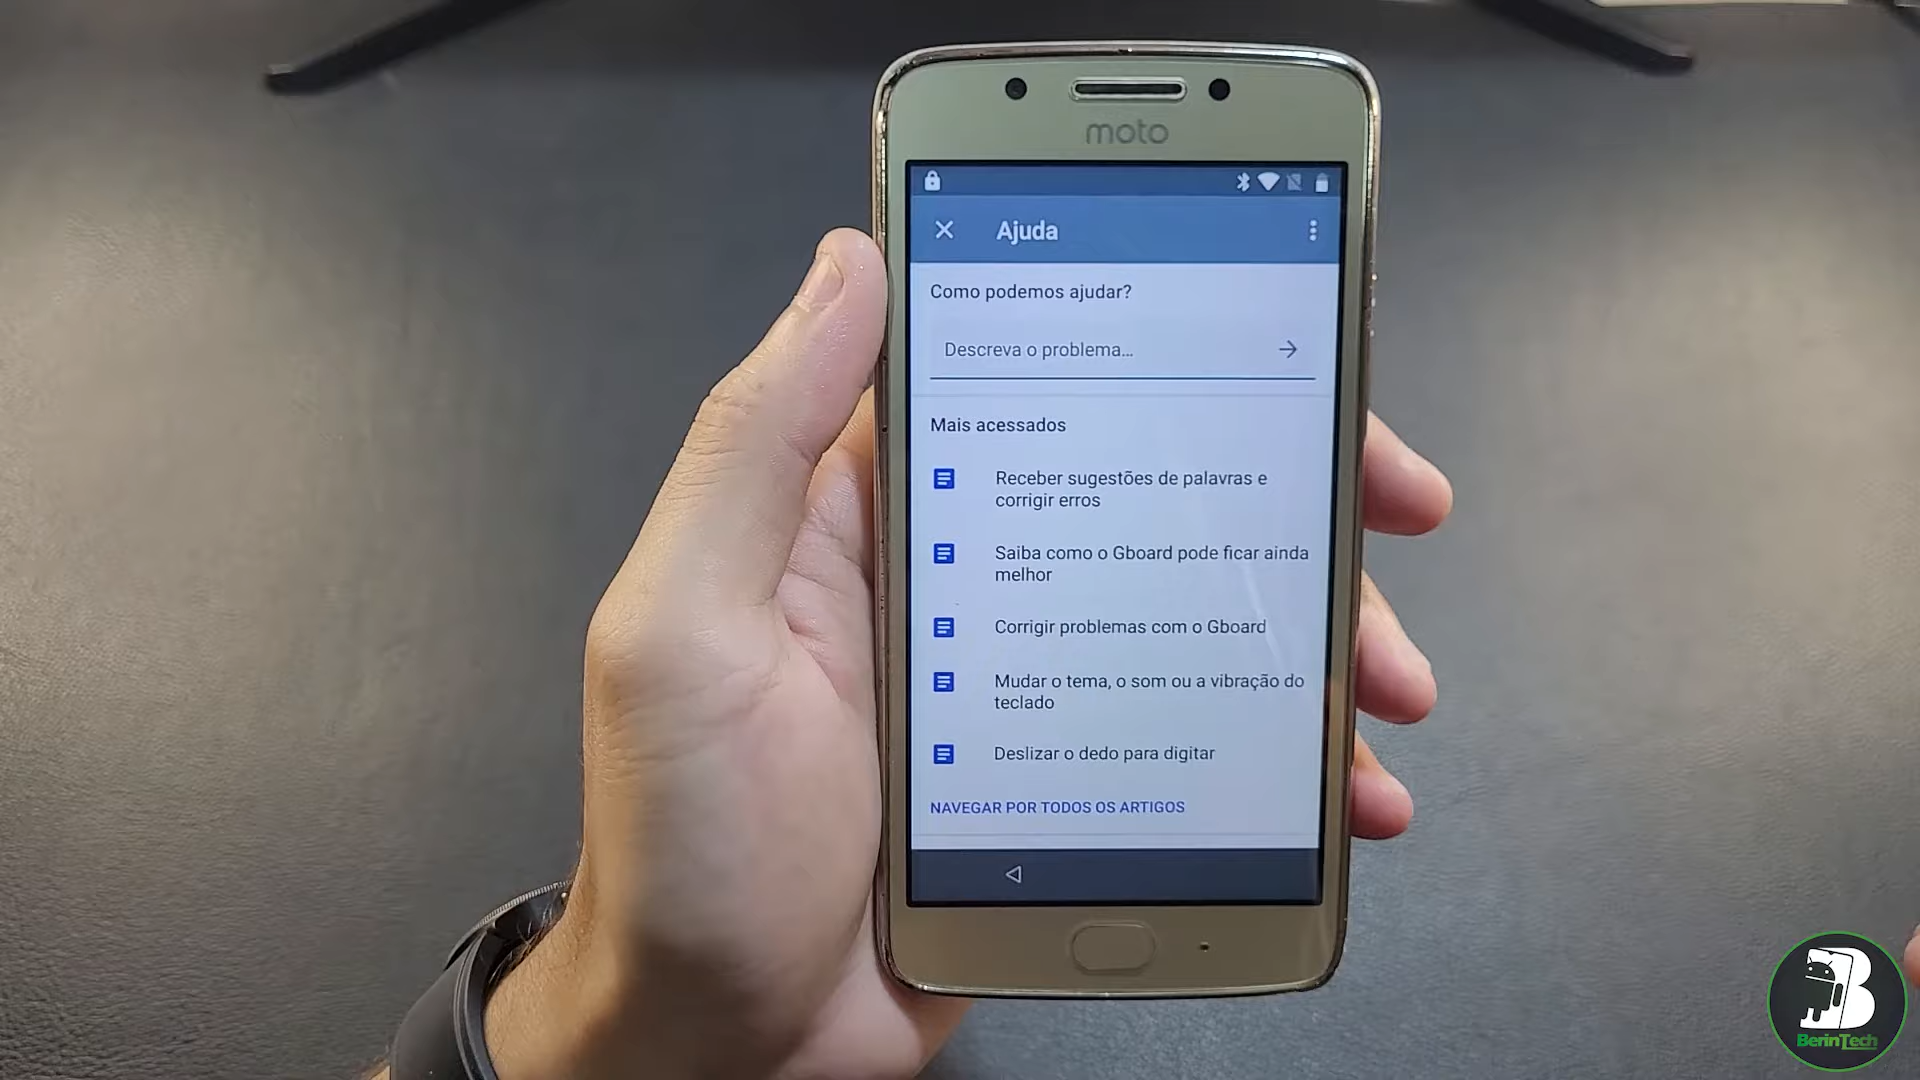 moto
Ajuda
Como podemos ajudar?
Descreva o problema...
Mais acessados
Receber sugestões de palavras e
corrigir erros
Saiba como o Gboard pode ficar ainda
melhor
Corrigir problemas com o Gboard
Mudar o tema, o som ou a vibração do
teclado
Deslizar o dedo para digitar
NAVEGAR POR TODOS OS ARTIGOS
B
BerinTech